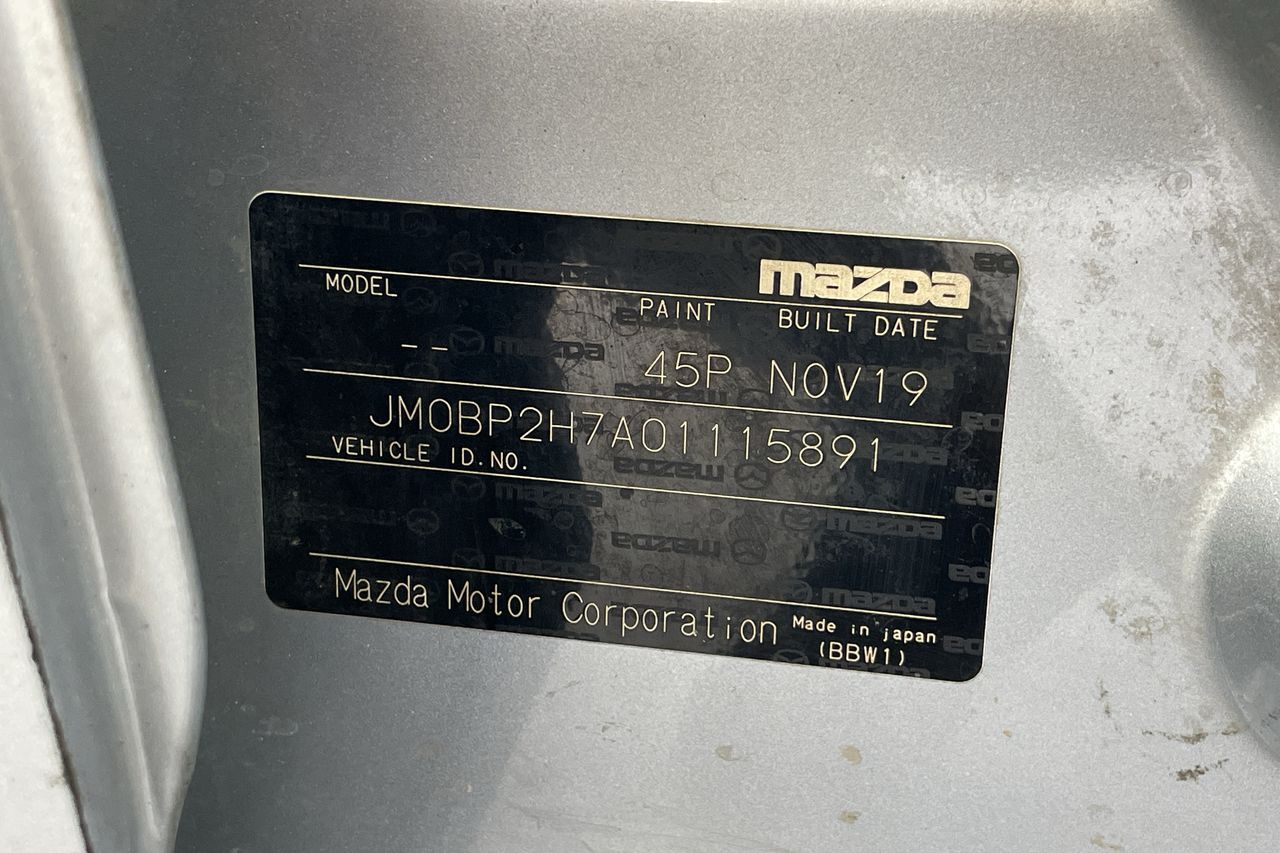 mazda
MODEL PAINT BUILT DATE
-- 45P NOV19
JM0BP2H7A01115891
VEHICLE ID.NO.
Mazda Motor Corporation Made in japan
(BBW1)